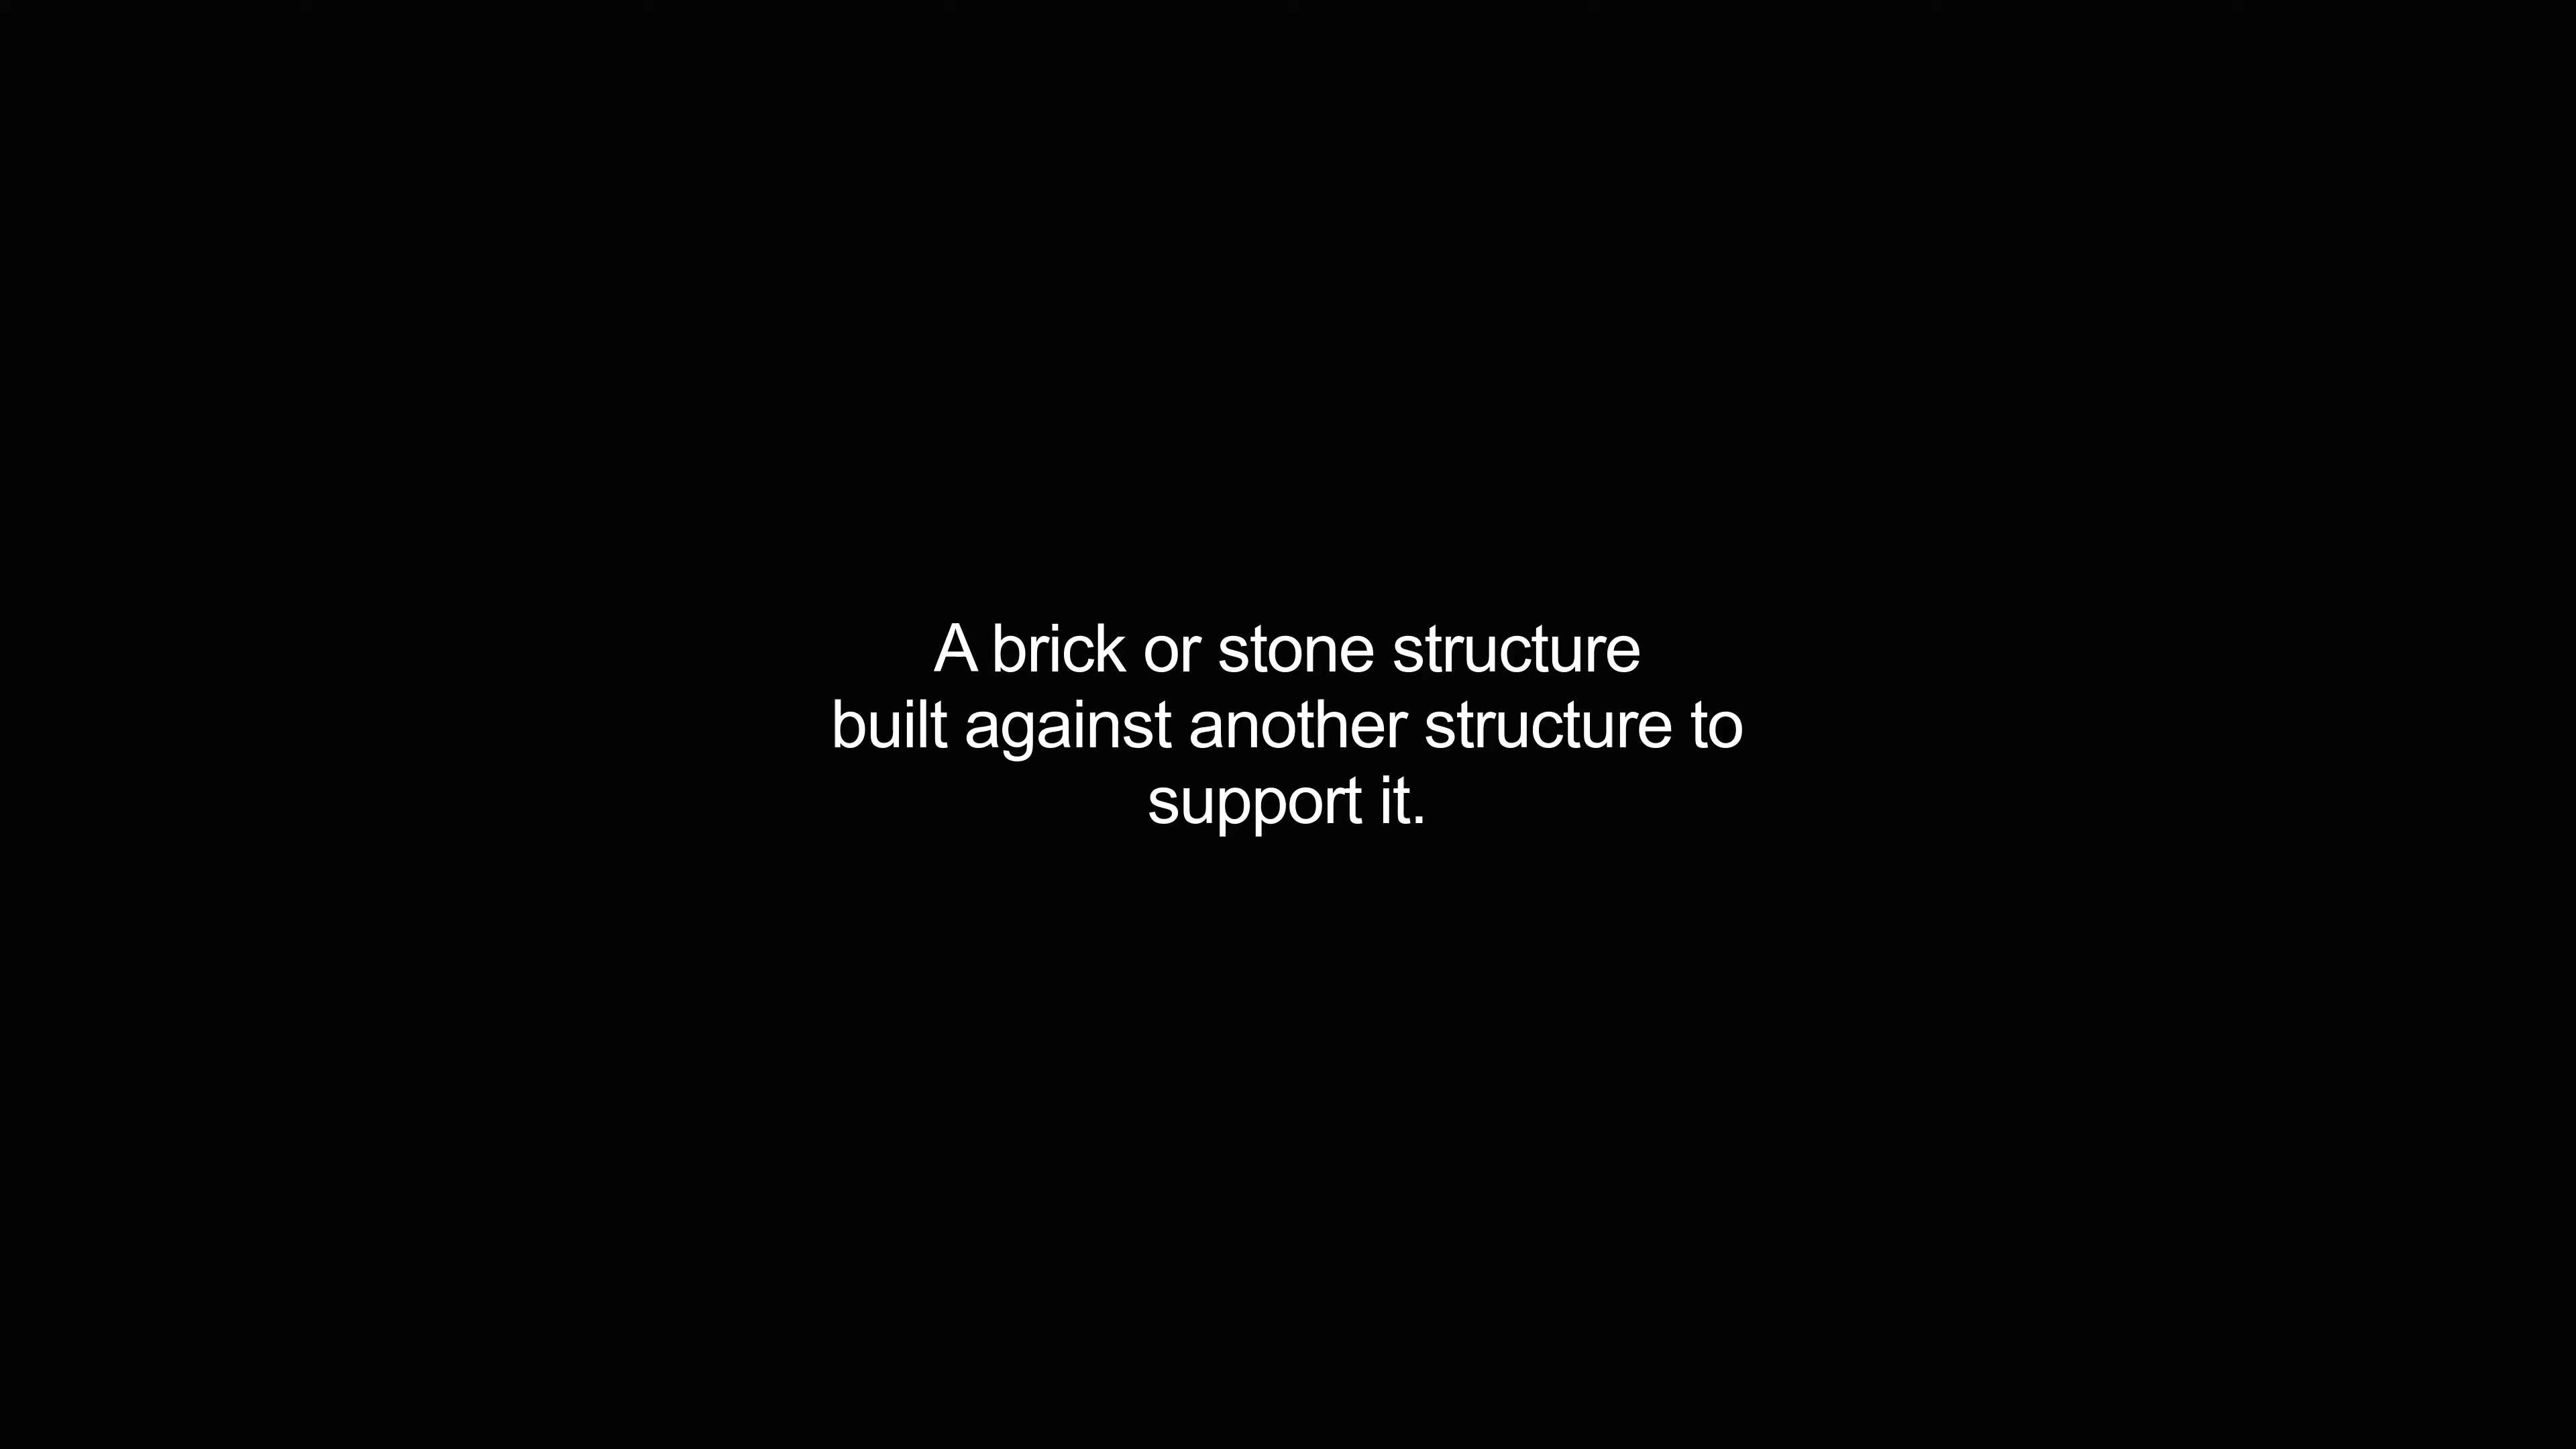 A brick or stone structure
built against another structure to
support it.